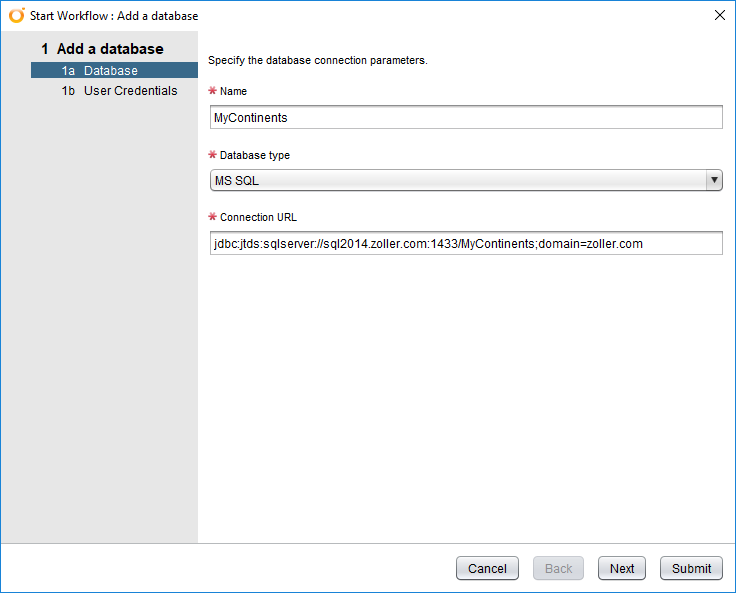 Start Workflow : Add a database
1 Add a database
1a Database
1b User Credentials
Specify the database connection parameters.
* Name
MyContinents
* Database type
MS SQL
* Connection URL
jdbc:jtds:sqlserver://sql2014.zoller.com:1433/MyContinents;domain=zoller.com
Cancel Back Next Submit